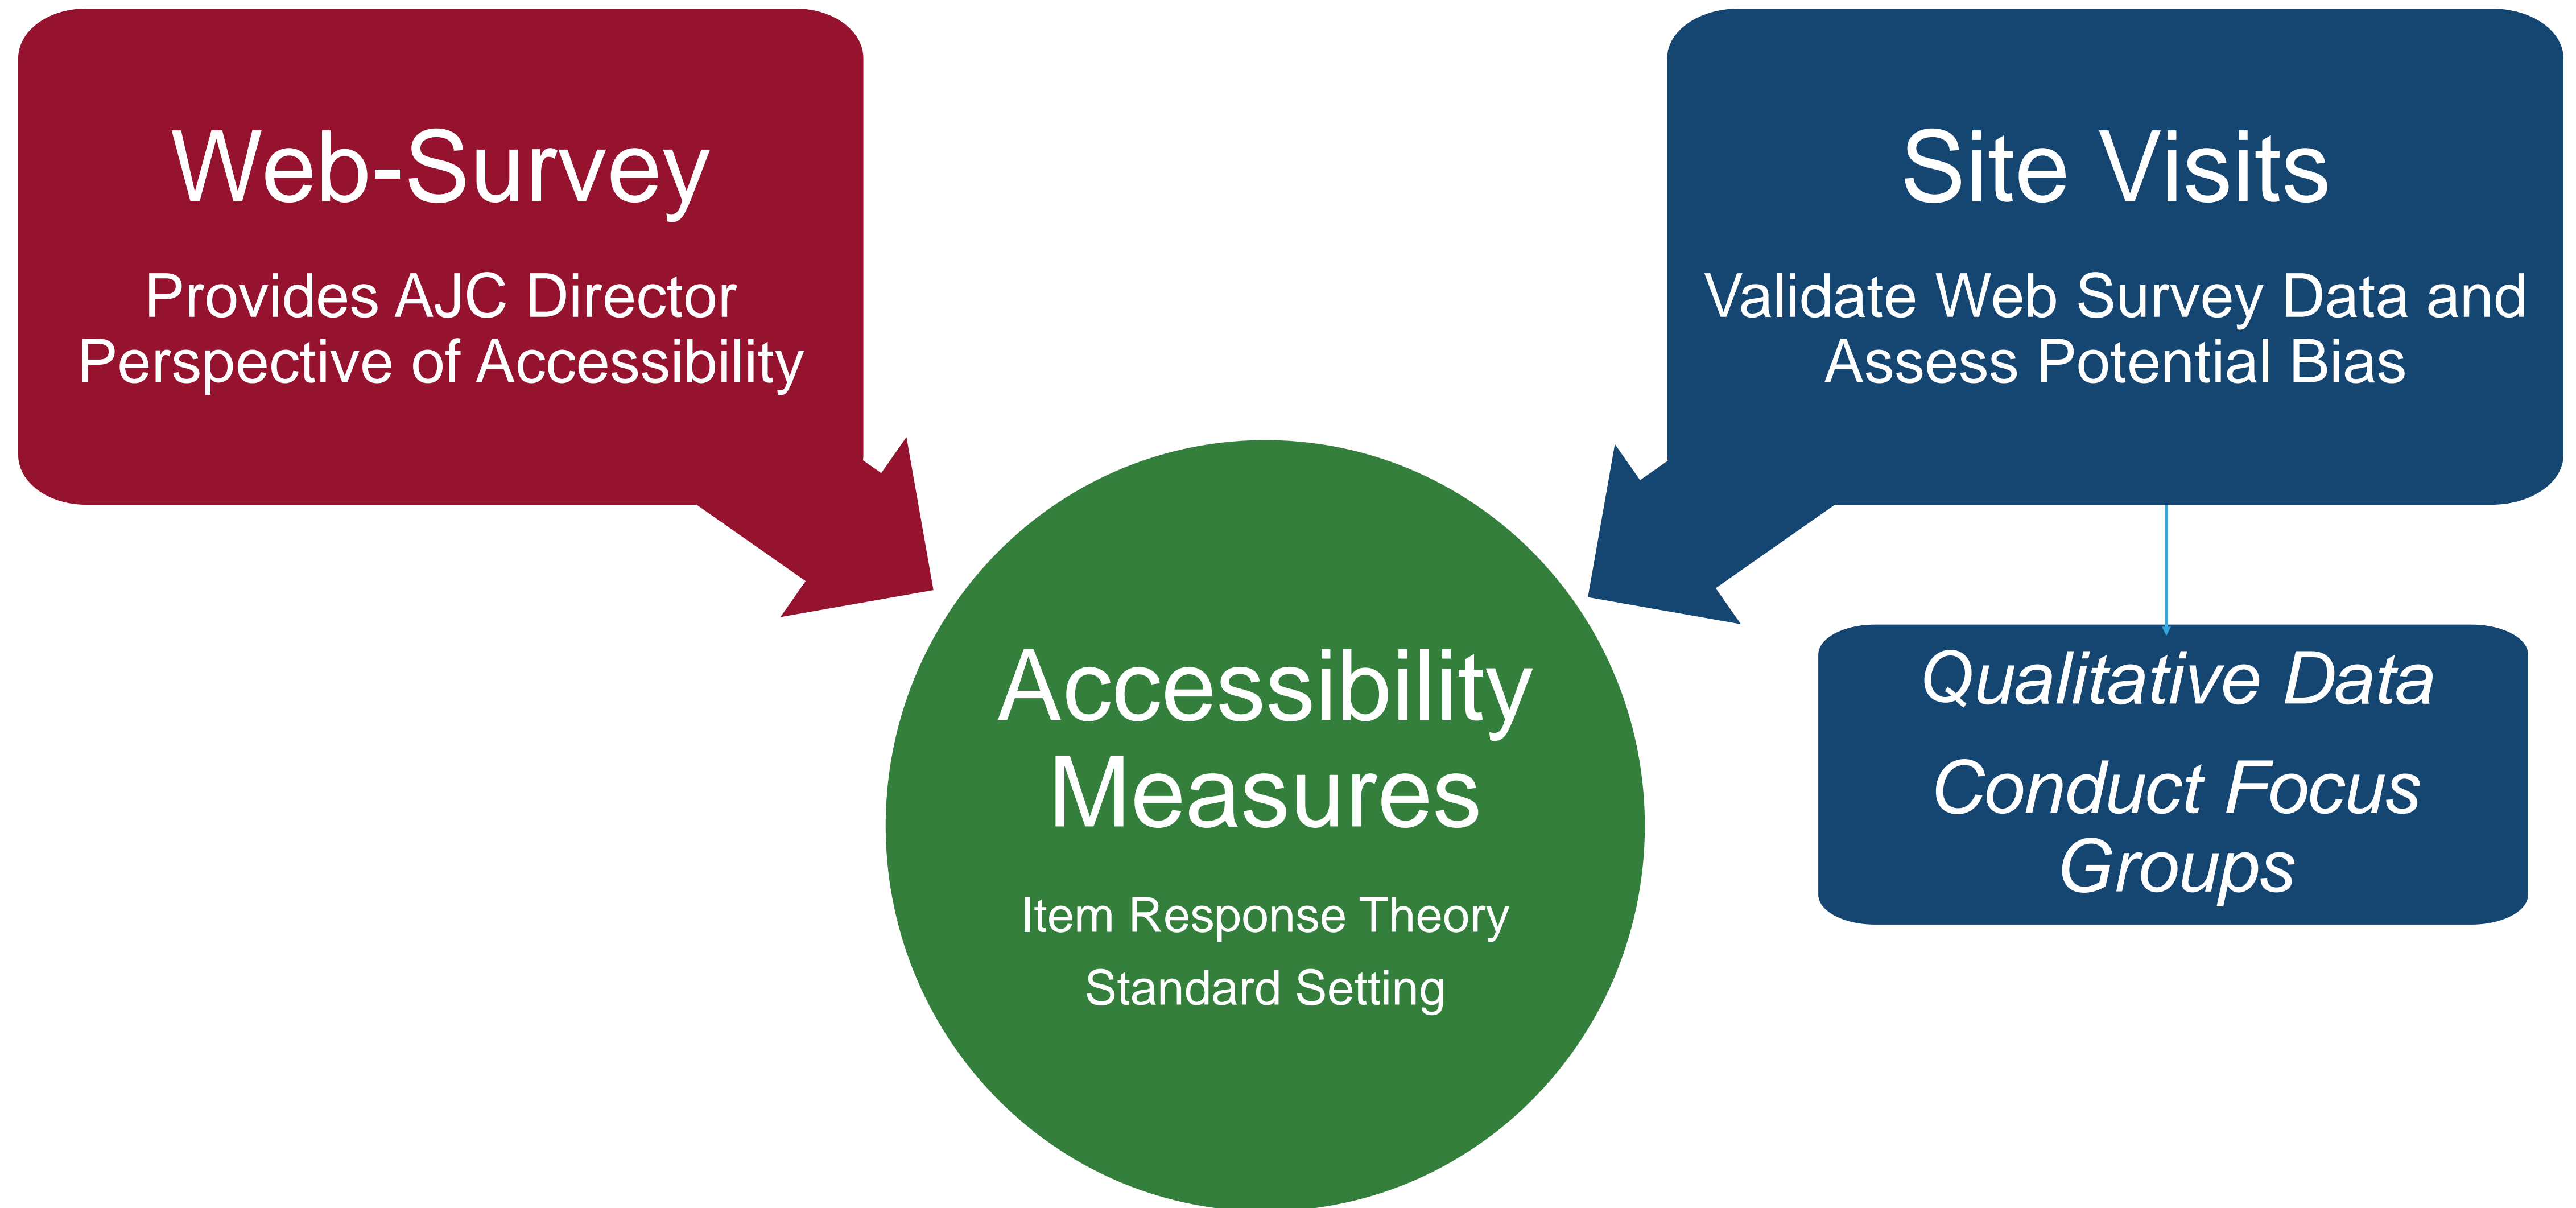 Web-Survey
Provides AJC Director
Perspective of Accessibility
Site Visits
Validate Web Survey Data and
Assess Potential Bias
Accessibility
Measures
Item Response Theory
Standard Setting
Qualitative Data
Conduct Focus
Groups